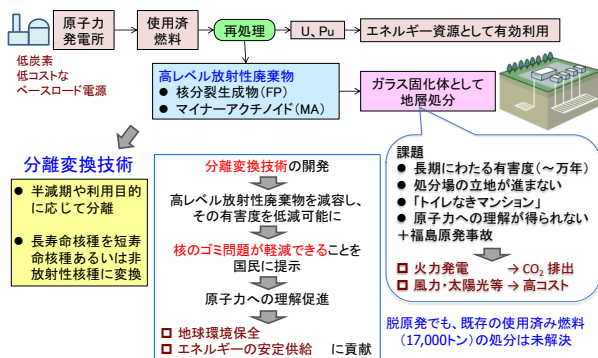 原子力
発電所
使用済
燃料
再処理
U、Pu
エネルギー資源として有効利用
低炭素
低コストな
ベースロード電源
高レベル放射性廃棄物
● 核分裂生成物(FP)
● マイナーアクチノイド(MA)
ガラス固化体として
地層処分
分離変換技術
● 半減期や利用目的
に応じて分離
● 長寿命核種を短寿
命核種あるいは非
放射性核種に変換
分離変換技術の開発
高レベル放射性廃棄物を減容し、
その有害度を低減可能に
核のゴミ問題が軽減できることを
国民に提示
原子力への理解促進
□ 地球環境保全
□ エネルギーの安定供給 に貢献
課題
● 長期にわたる有害度(~万年)
● 処分場の立地が進まない
● 「トイレなきマンション」
● 原子力への理解が得られない
+福島原発事故
□ 火力発電 → CO₂ 排出
□ 風力・太陽光等 → 高コスト
脱原発でも、既存の使用済み燃料
(17,000トン)の処分は未解決